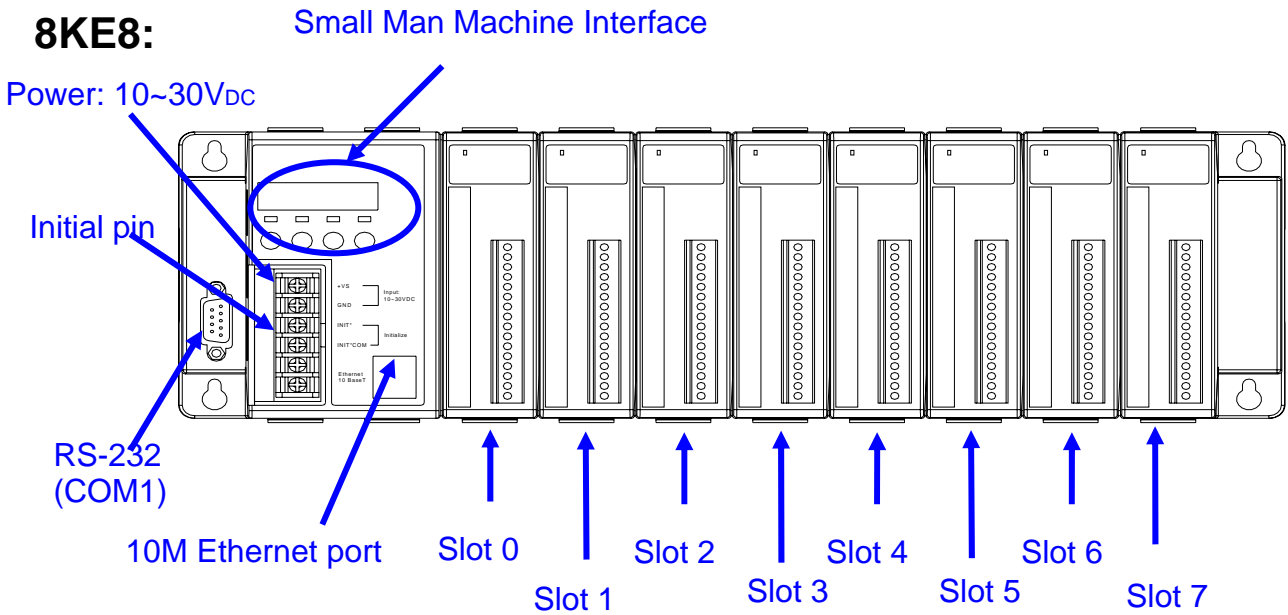 8KE8:
Small Man Machine Interface
Power: 10~30VDC
Initial pin
+VS
GND
Input:
10~30VDC
INIT*
INIT*COM
Initialize
Ethernet
10 BaseT
RS-232
(COM1)
10M Ethernet port
Slot 0
Slot 1
Slot 2
Slot 3
Slot 4
Slot 5
Slot 6
Slot 7